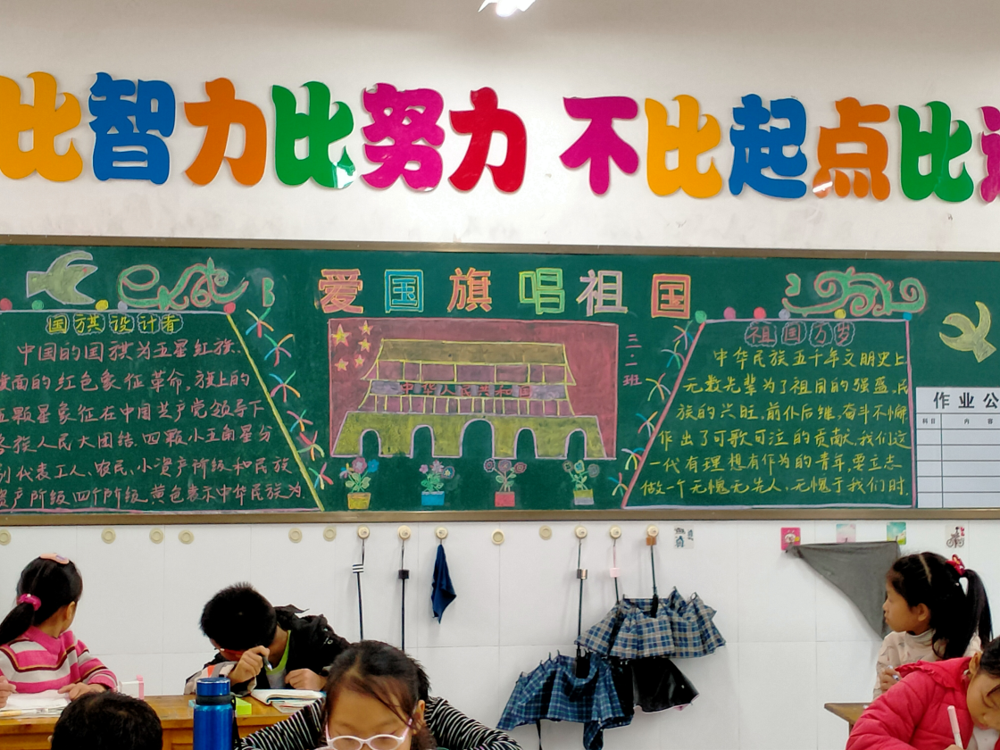 比智力比努力 不比起点比
爱国旗唱祖国
国旗设计者
中国的国旗为五星红旗.
面的红色象征革命，旗上的
五颗星象征在中国共产党领导下
各族人民大团结.四颗小五角星分
别代表工人、农民、小资产阶级和民族
资产阶级四个阶级.黄色表示中华民族为.
中华人民共和国
三·二班
祖国万岁
中华民族五千年文明史上
无数先辈为了祖国的强盛、民
族的兴旺，前仆后继，奋斗不懈
作出了可歌可泣的贡献.我们这
一代有理想有作为的青年，要立志
做一个无愧无先人、无愧于我们时.
作业公
科目 内容